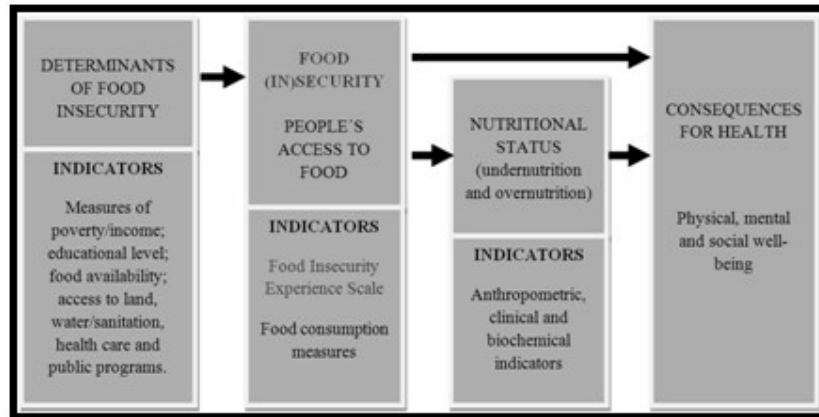 DETERMINANTS
OF FOOD
INSECURITY
INDICATORS
Measures of
poverty/income;
educational level;
food availability;
access to land,
water/sanitation,
health care and
public programs.
FOOD
(IN)SECURITY
PEOPLE´S
ACCESS TO
FOOD
INDICATORS
Food Insecurity
Experience Scale
Food consumption
measures
NUTRITIONAL
STATUS
(undernutrition
and overnutrition)
INDICATORS
Anthropometric,
clinical and
biochemical
indicators
CONSEQUENCES
FOR HEALTH
Physical, mental
and social well-
being